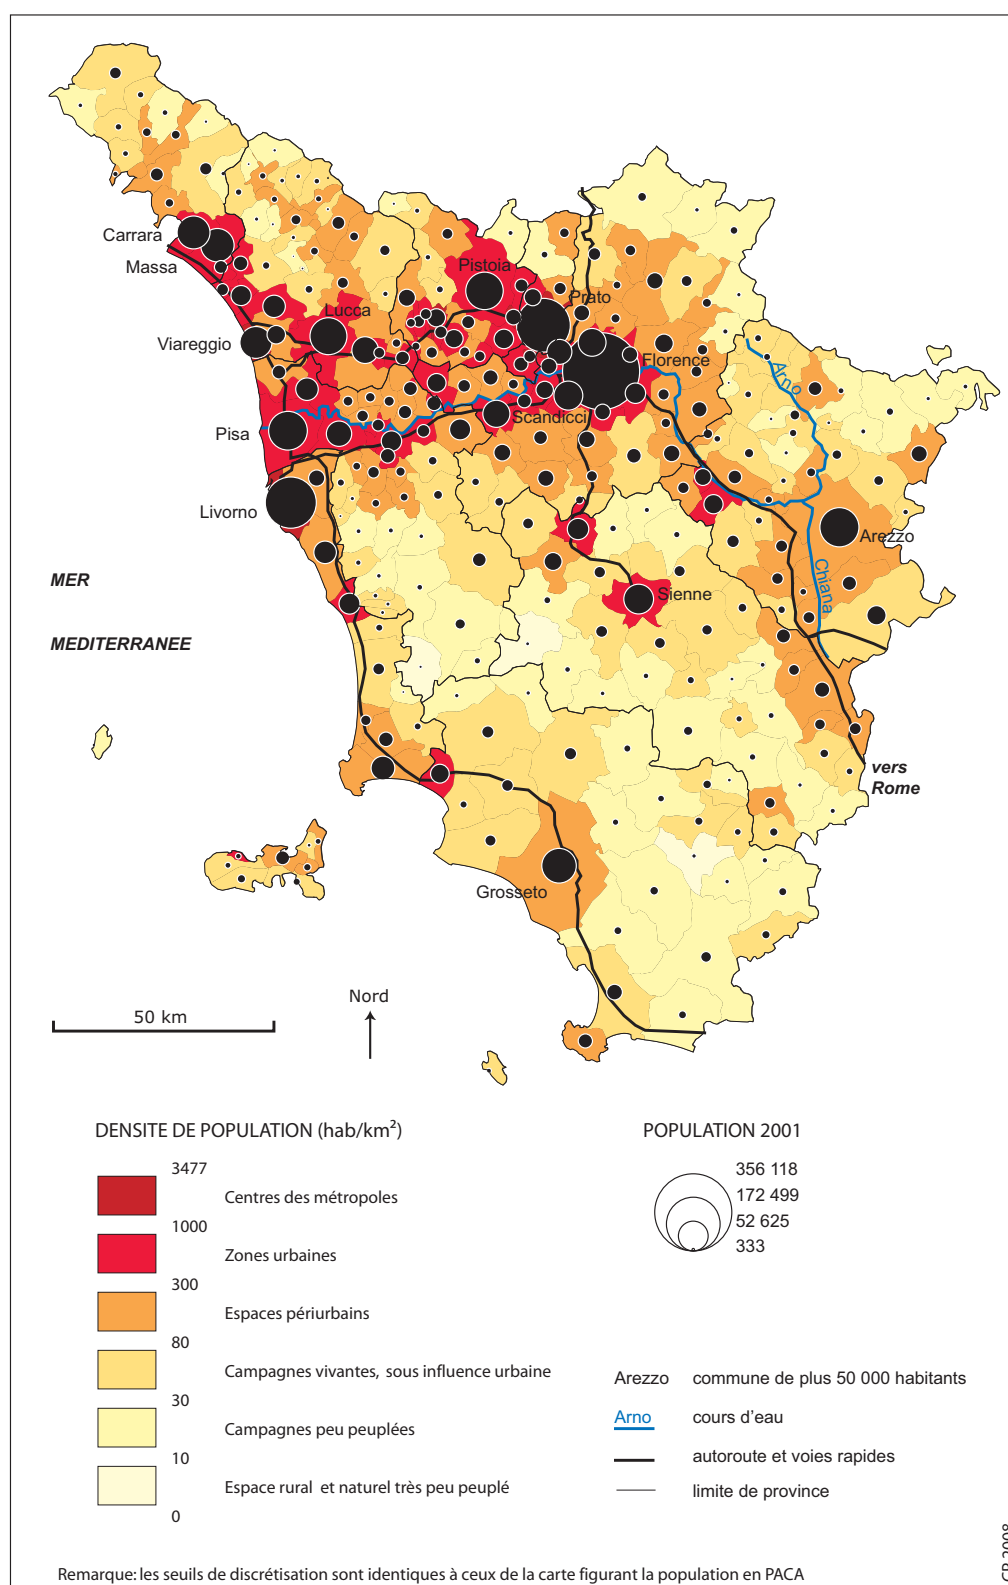 Carrara
Massa
Pistoia
Lucca
Prato
Viareggio
Florence
Arno
Scandicci
Pisa
Livorno
Arezzo
MER
Chiana
Sienne
MEDITERRANEE
vers
Rome
Grosseto
Nord
50 km
DENSITE DE POPULATION (hab/km²)
3477
Centres des métropoles
1000
Zones urbaines
300
Espaces périurbains
80
Campagnes vivantes, sous influence urbaine
30
Campagnes peu peuplées
10
Espace rural et naturel très peu peuplé
0
POPULATION 2001
356 118
172 499
52 625
333
Arezzo commune de plus 50 000 habitants
Arno cours d'eau
autoroute et voies rapides
limite de province
Remarque: les seuils de discrétisation sont identiques à ceux de la carte figurant la population en PACA
2008